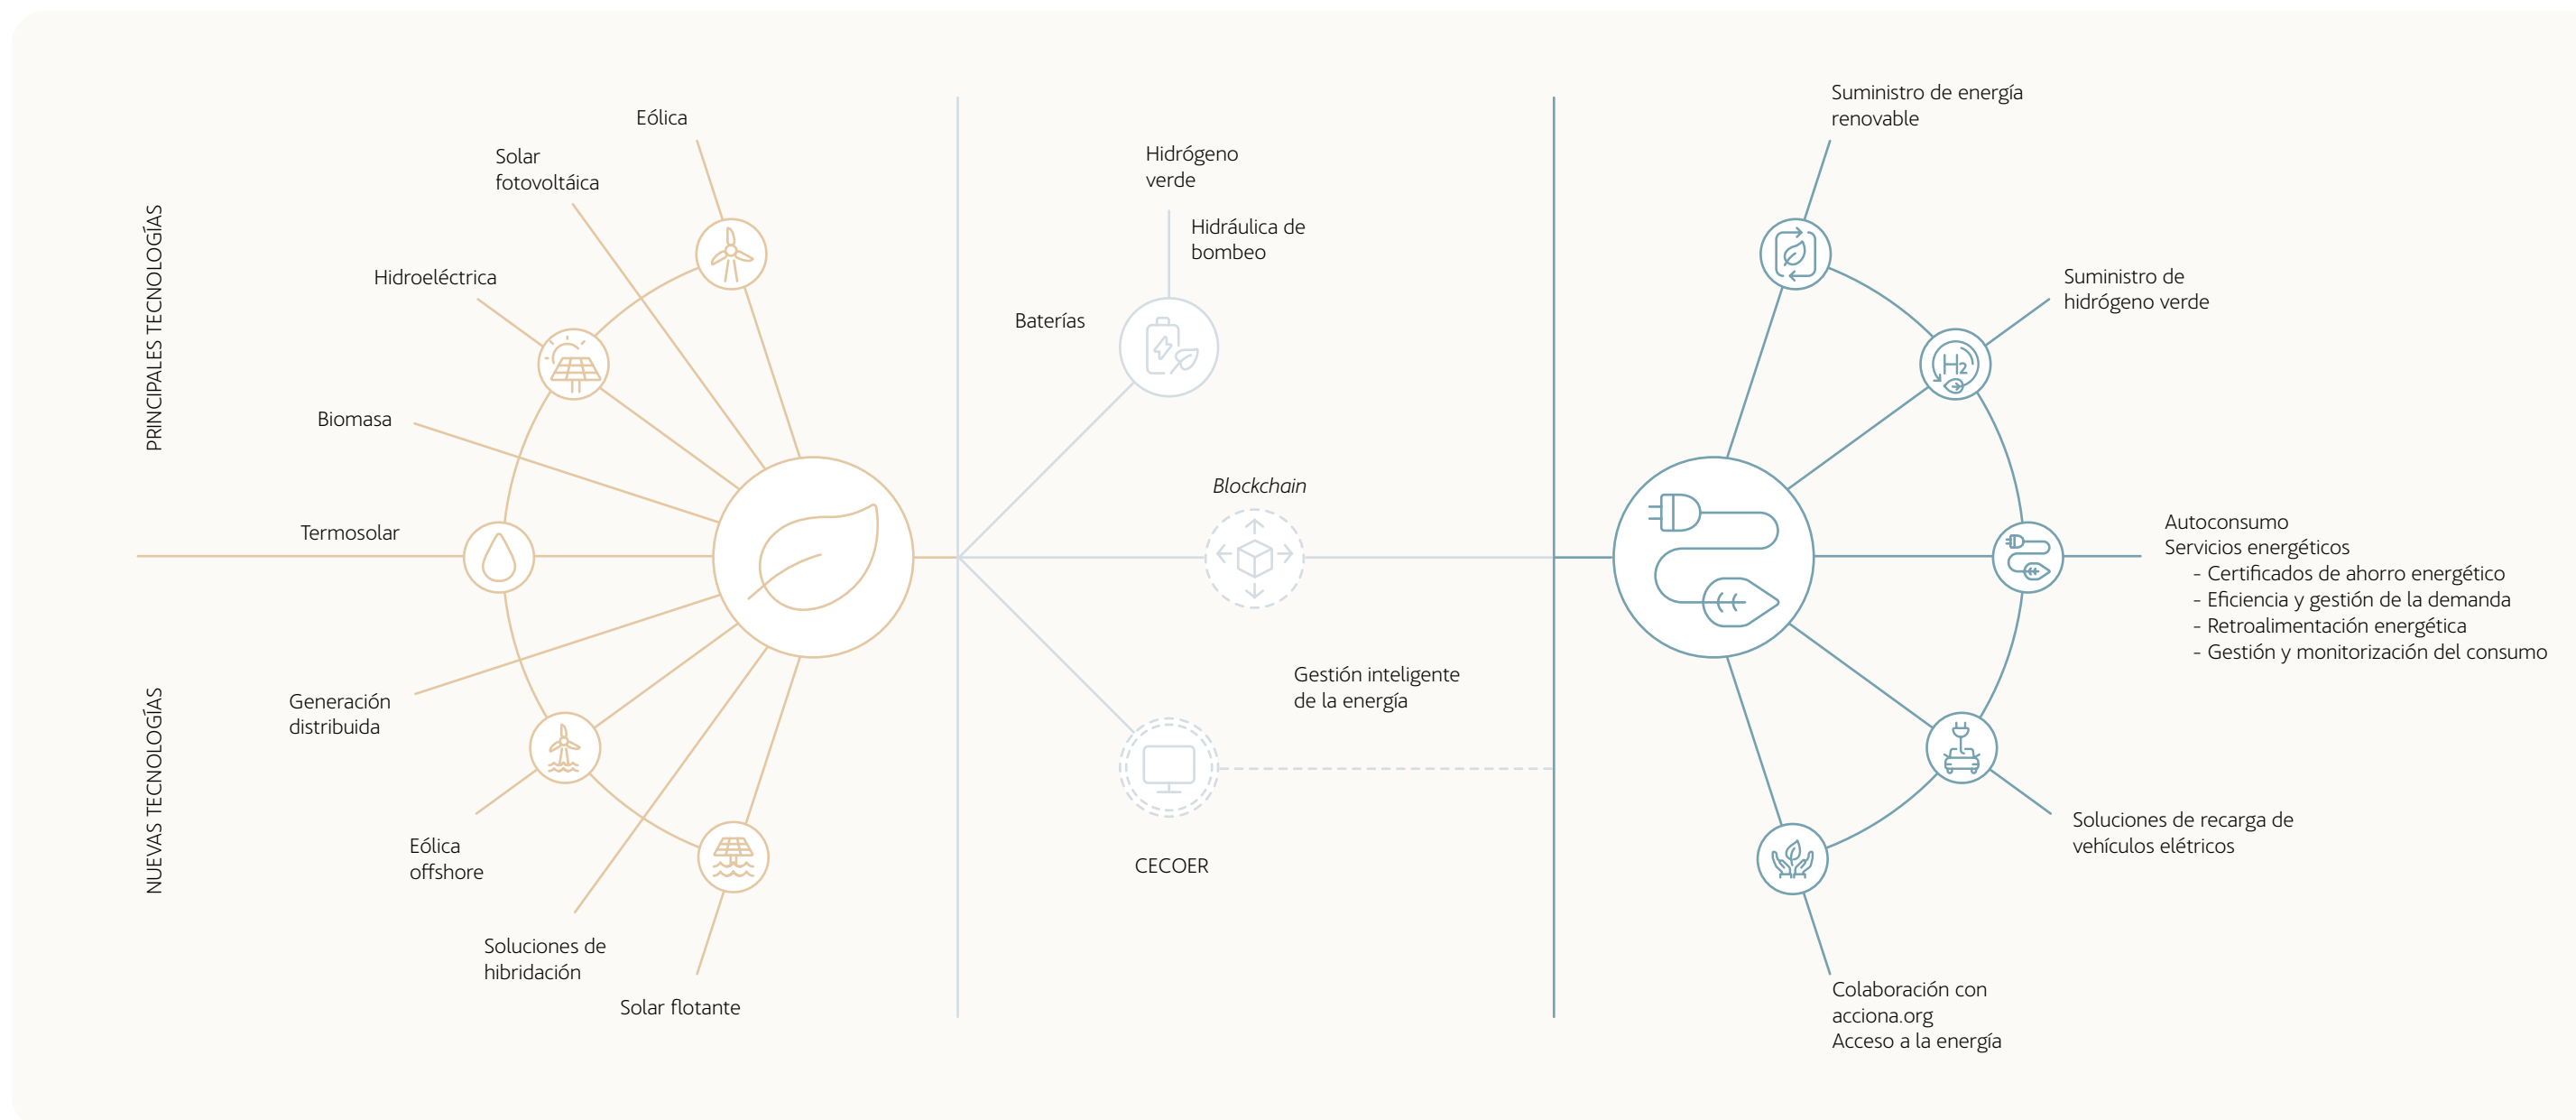 PRINCIPALES TECNOLOGÍAS
Eólica
Solar
fotovoltáica
Hidroeléctrica
Biomasa
Termosolar
NUEVAS TECNOLOGÍAS
Generación
distribuida
Eólica
offshore
Soluciones de
hibridación
Solar flotante
Hidrógeno
verde
Hidráulica de
bombeo
Baterías
Blockchain
Gestión inteligente
de la energía
CECOER
Suministro de energía
renovable
Suministro de
hidrógeno verde
H2
Autoconsumo
Servicios energéticos
- Certificados de ahorro energético
- Eficiencia y gestión de la demanda
- Retroalimentación energética
- Gestión y monitorización del consumo
Soluciones de recarga de
vehículos elétricos
Colaboración con
acciona.org
Acceso a la energía